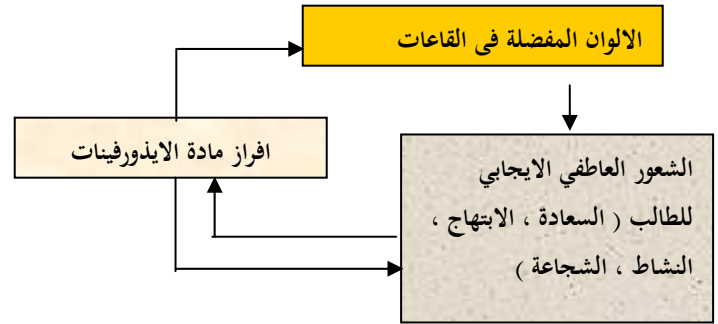 الالوان المفضلة فى القاعات
افراز مادة الايذورفينات
الشعور العاطفي الايجابي
للطالب ( السعادة ، الابتهاج ،
النشاط ، الشجاعة )